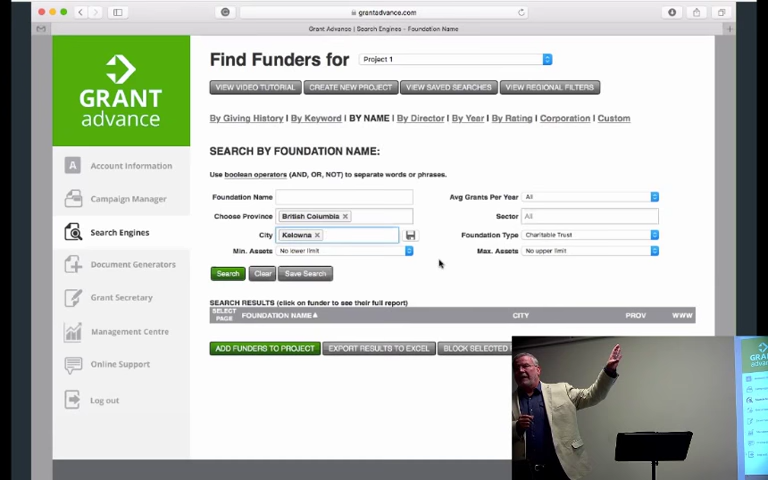 grantadvance.com
Grant Advance | Search Engines - Foundation Name
GRANT
advance
Account Information
Campaign Manager
Search Engines
Document Generators
Grant Secretary
Management Centre
Online Support
Log out
Find Funders for
Project 1
VIEW VIDEO TUTORIAL
CREATE NEW PROJECT
VIEW SAVED SEARCHES
VIEW REGIONAL FILTERS
By Giving History | By Keyword | BY NAME | By Director | By Year | By Rating | Corporation | Custom
SEARCH BY FOUNDATION NAME:
Use boolean operators (AND, OR, NOT) to separate words or phrases.
Foundation Name
Avg Grants Per Year All
Choose Province British Columbia ×
Sector All
City Kelowna ×
Foundation Type Charitable Trust
Min. Assets No lower limit
Max. Assets No upper limit
Search Clear Save Search
SEARCH RESULTS (click on funder to see their full report)
SELECT
PAGE FOUNDATION NAME CITY PROV WWW
ADD FUNDERS TO PROJECT EXPORT RESULTS TO EXCEL BLOCK SELECTED